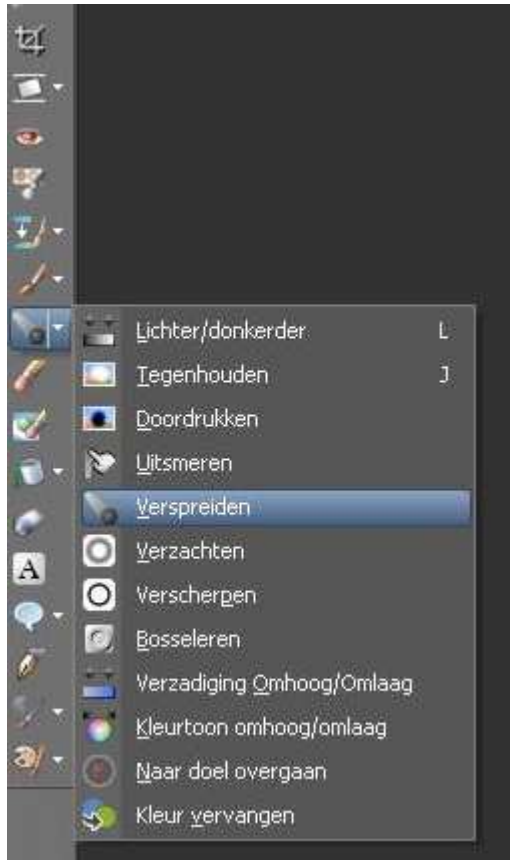 Lichter/donkerder L
Tegenhouden J
Doordrukken
Uitsmeren
Verspreiden
Verzachten
Verscherpen
A
Bosseleren
Verzadiging Omhoog/Omlaag
Kleurtoon omhoog/omlaag
Naar doel overgaan
Kleur vervangen